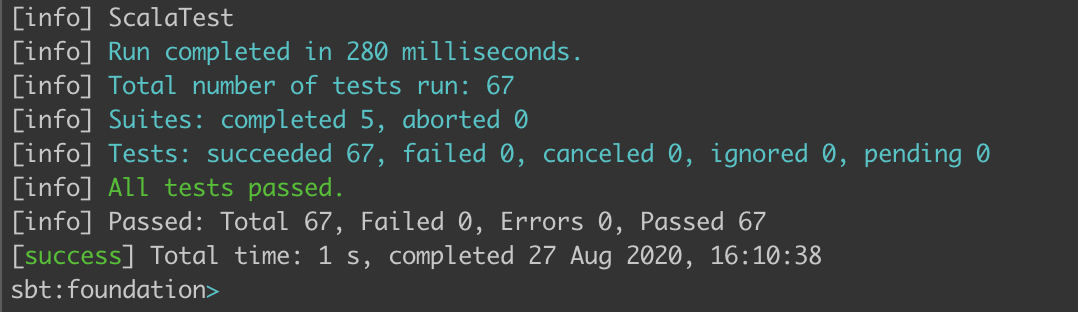 [info] ScalaTest
[info] Run completed in 280 milliseconds.
[info] Total number of tests run: 67
[info] Suites: completed 5, aborted 0
[info] Tests: succeeded 67, failed 0, canceled 0, ignored 0, pending 0
[info] All tests passed.
[info] Passed: Total 67, Failed 0, Errors 0, Passed 67
[success] Total time: 1 s, completed 27 Aug 2020, 16:10:38
sbt:foundation>